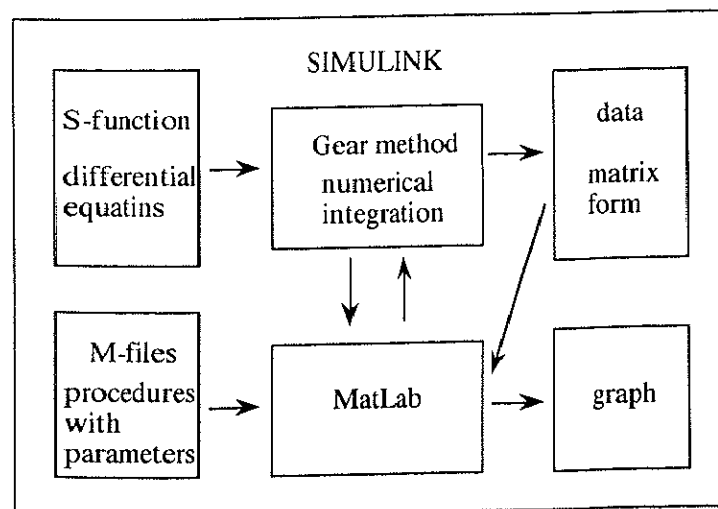 SIMULINK
S-function
differential
equatins
Gear method
numerical
integration
data
matrix
form
M-files
procedures
with
parameters
MatLab
graph